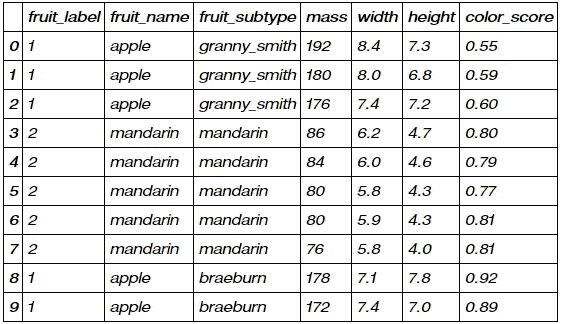 fruit_label fruit_name fruit_subtype mass width height color_score
0 1 apple granny_smith 192 8.4 7.3 0.55
1 1 apple granny_smith 180 8.0 6.8 0.59
2 1 apple granny_smith 176 7.4 7.2 0.60
3 2 mandarin mandarin 86 6.2 4.7 0.80
4 2 mandarin mandarin 84 6.0 4.6 0.79
5 2 mandarin mandarin 80 5.8 4.3 0.77
6 2 mandarin mandarin 80 5.9 4.3 0.81
7 2 mandarin mandarin 76 5.8 4.0 0.81
8 1 apple braeburn 178 7.1 7.8 0.92
9 1 apple braeburn 172 7.4 7.0 0.89